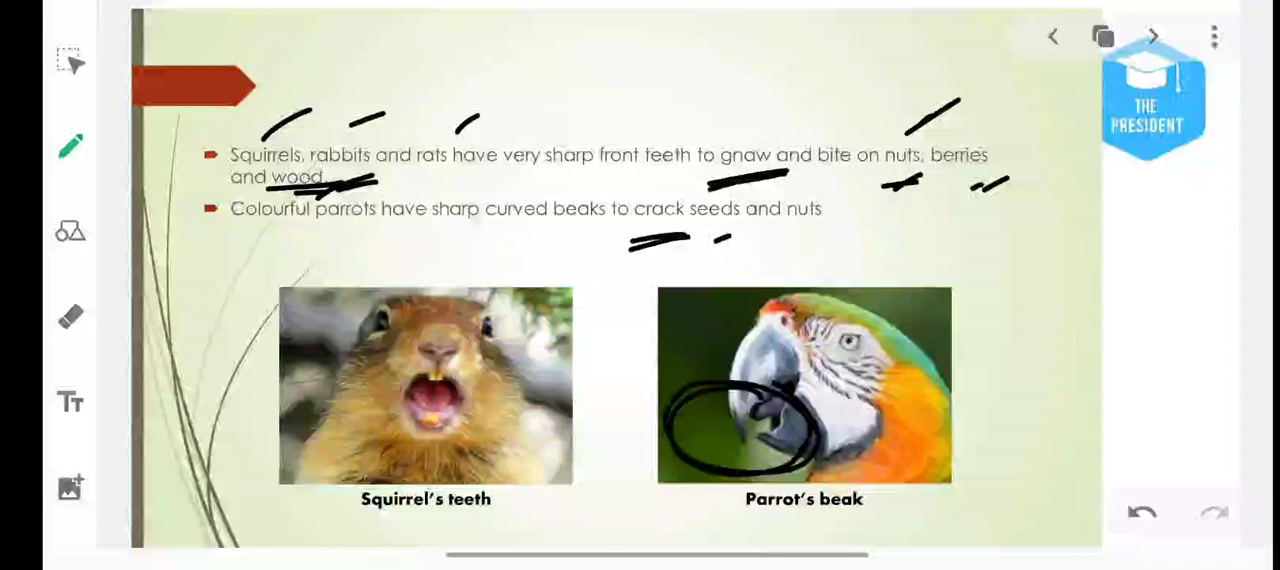 THE
PRESIDENT
Squirrels, rabbits and rats have very sharp front teeth to gnaw and bite on nuts, berries
and wood.
Colourful parrots have sharp curved beaks to crack seeds and nuts
Squirrel's teeth
Parrot's beak
TT